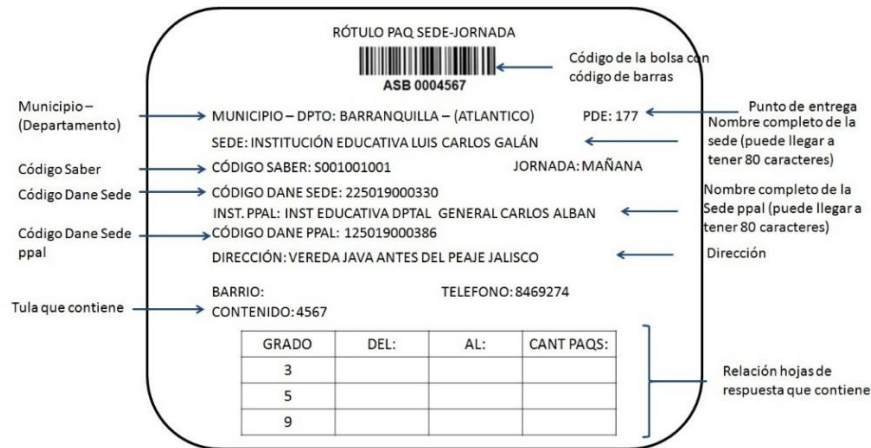 RÓTULO PAQ SEDE-JORNADA
ASB 0004567
Código de la bolsa con
código de barras
Municipio –
(Departamento)
MUNICIPIO – DPTO: BARRANQUILLA – (ATLANTICO)
PDE: 177
Punto de entrega
SEDE: INSTITUCIÓN EDUCATIVA LUIS CARLOS GALÁN
Nombre completo de la
sede (puede llegar a
tener 80 caracteres)
Código Saber
CÓDIGO SABER: S001001001
JORNADA: MAÑANA
Código Dane Sede
CÓDIGO DANE SEDE: 225019000330
INST. PPAL: INST EDUCATIVA DPTAL GENERAL CARLOS ALBAN
Nombre completo de la
Sede ppal (puede llegar a
tener 80 caracteres)
Código Dane Sede
ppal
CÓDIGO DANE PPAL: 125019000386
DIRECCIÓN: VEREDA JAVA ANTES DEL PEAJE JALISCO
Dirección
BARRIO:
TELEFONO: 8469274
Tula que contiene
CONTENIDO: 4567
GRADO DEL: AL: CANT PAQS:
3
5
9
Relación hojas de
respuesta que contiene